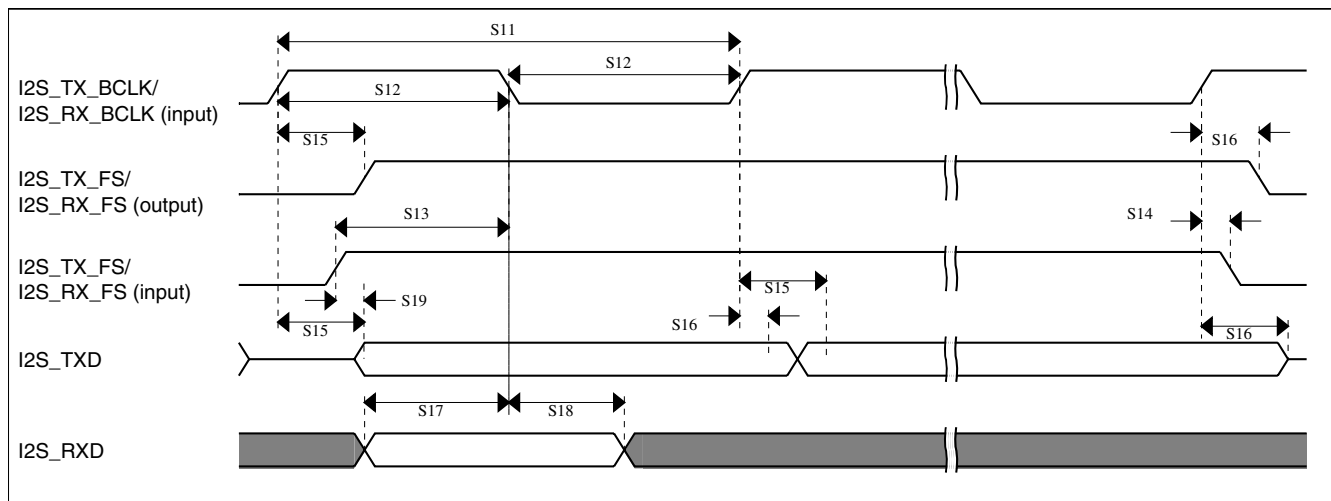 S11
S12
I2S_TX_BCLK/
I2S_RX_BCLK (input)
S12
S15
S16
I2S_TX_FS/
I2S_RX_FS (output)
S13
S14
I2S_TX_FS/
I2S_RX_FS (input)
S15
S19
S16
S15
S16
I2S_TXD
S17
S18
I2S_RXD